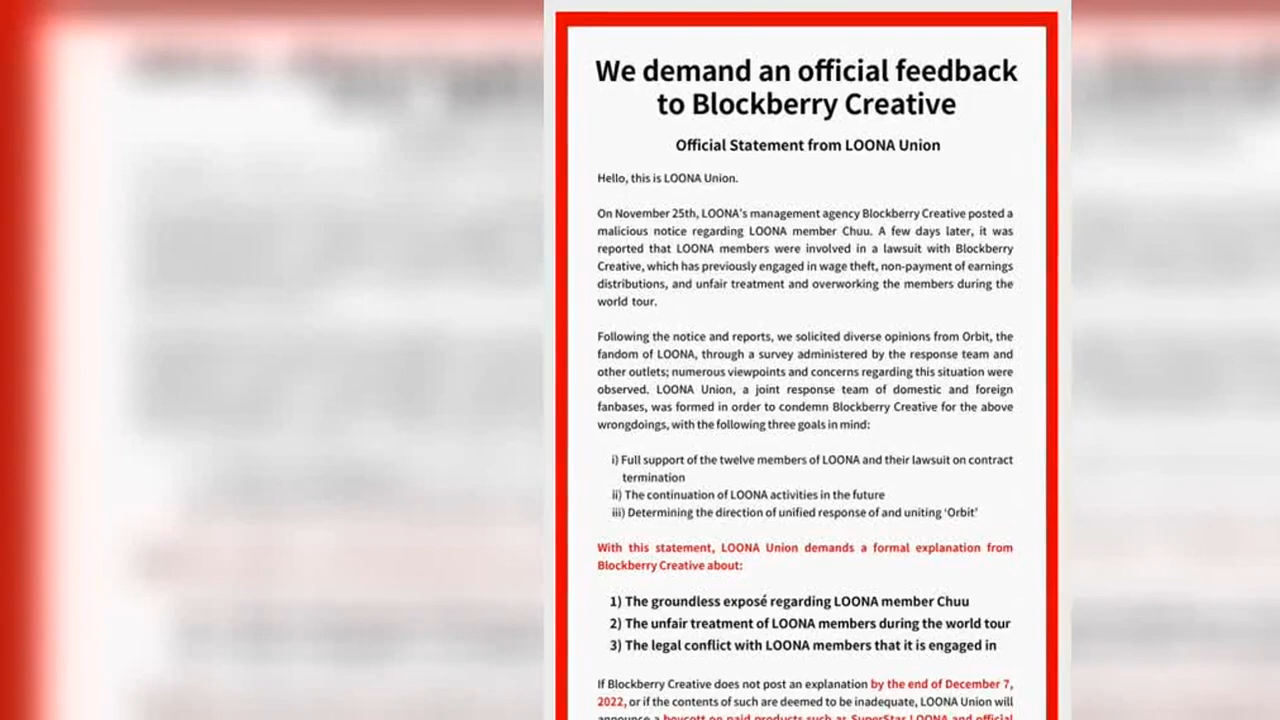 We demand an official feedback
to Blockberry Creative
Official Statement from LOONA Union
Hello, this is LOONA Union.
On November 25th, LOONA's management agency Blockberry Creative posted a
malicious notice regarding LOONA member Chuu. A few days later, it was
reported that LOONA members were involved in a lawsuit with Blockberry
Creative, which has previously engaged in wage theft, non-payment of earnings
distributions, and unfair treatment and overworking the members during the
world tour.
Following the notice and reports, we solicited diverse opinions from Orbit, the
fandom of LOONA, through a survey administered by the response team and
other outlets; numerous viewpoints and concerns regarding this situation were
observed. LOONA Union, a joint response team of domestic and foreign
fanbases, was formed in order to condemn Blockberry Creative for the above
wrongdoings, with the following three goals in mind:
i) Full support of the twelve members of LOONA and their lawsuit on contract
termination
ii) The continuation of LOONA activities in the future
iii) Determining the direction of unified response of and uniting ‘Orbit’
With this statement, LOONA Union demands a formal explanation from
Blockberry Creative about:
1) The groundless exposé regarding LOONA member Chuu
2) The unfair treatment of LOONA members during the world tour
3) The legal conflict with LOONA members that it is engaged in
If Blockberry Creative does not post an explanation by the end of December 7,
2022, or if the contents of such are deemed to be inadequate, LOONA Union will
announce a boycott on paid products such as SuperStar LOONA and official